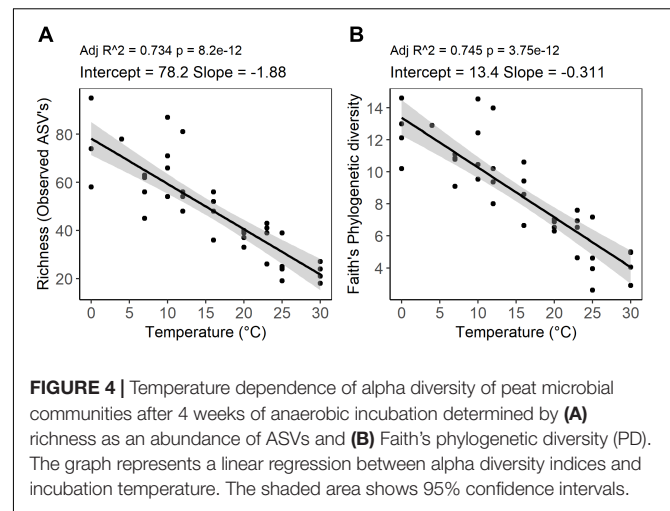 A
Adj R^2 = 0.734 p = 8.2e-12
Intercept = 78.2 Slope = -1.88
Richness (Observed ASV's)
80
60
40
20
0 5 10 15 20 25 30
Temperature (°C)
B
Adj R^2 = 0.745 p = 3.75e-12
Intercept = 13.4 Slope = -0.311
Faith's Phylogenetic diversity
14
12
10
8
6
4
0 5 10 15 20 25 30
Temperature (°C)
FIGURE 4 | Temperature dependence of alpha diversity of peat microbial
communities after 4 weeks of anaerobic incubation determined by (A)
richness as an abundance of ASVs and (B) Faith's phylogenetic diversity (PD).
The graph represents a linear regression between alpha diversity indices and
incubation temperature. The shaded area shows 95% confidence intervals.